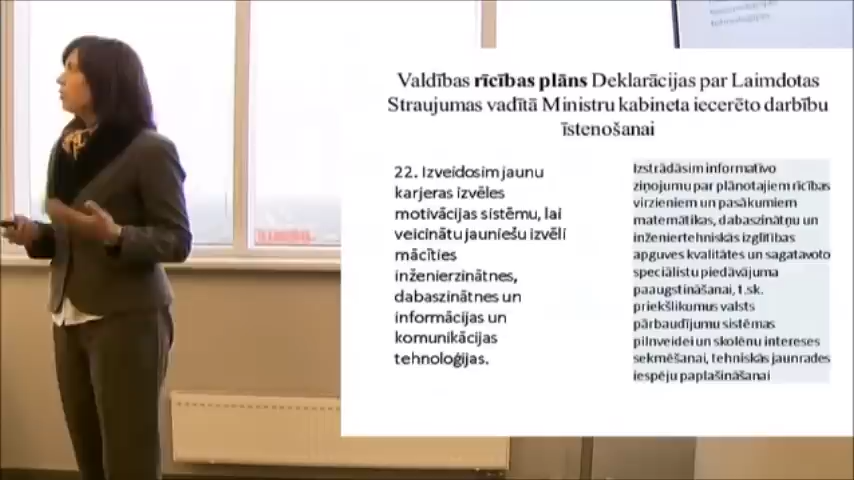 Valdības rīcības plāns Deklarācijas par Laimdotas
Straujumas vadītā Ministru kabineta iecerēto darbību
īstenošanai
22. Izveidosim jaunu
karjeras izvēles
motivācijas sistēmu, lai
veicinātu jauniešu izvēli
mācīties
inženierzinātnes,
dabaszinātnes un
informācijas un
komunikācijas
tehnoloģijas.
Izstrādāsim informatīvo
ziņojumu par plānotajiem rīcības
virzieniem un pasākumiem
matemātikas, dabaszinātņu un
inženiertehniskās izglītības
apguves kvalitātes un sagatavoto
speciālistu piedāvājuma
paaugstināšanai, t.sk.
priekšlikumus valsts
pārbaudījumu sistēmas
pilnveidei un skolēnu intereses
sekmēšanai, tehniskās jaunrades
iespēju paplašināšanai